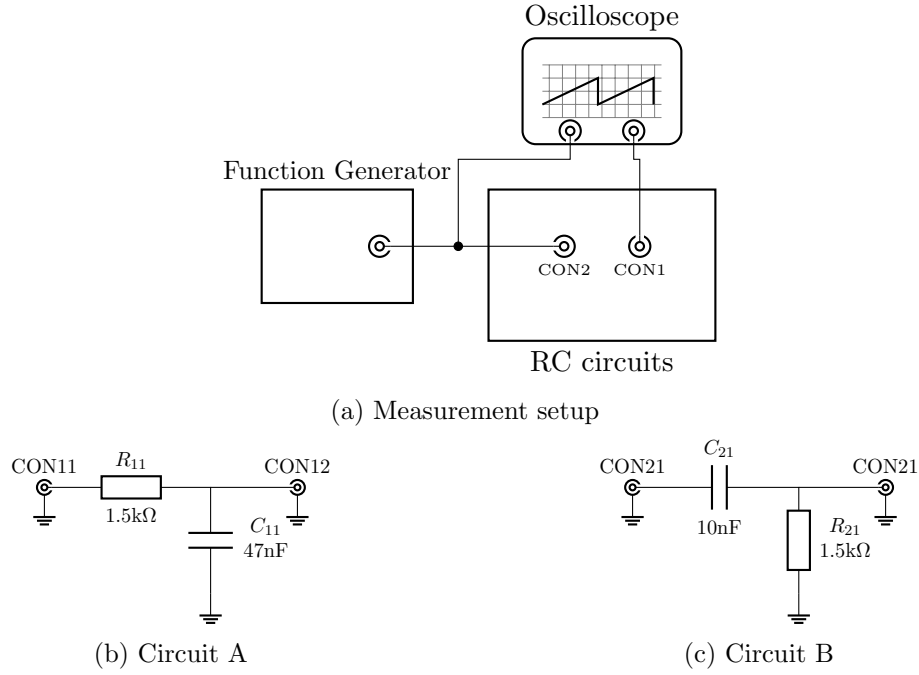 Oscilloscope
Function Generator
CON2
CON1
RC circuits
(a) Measurement setup
CON11
R11
1.5kΩ
CON12
C11
47nF
(b) Circuit A
CON21
C21
10nF
CON21
R21
1.5kΩ
(c) Circuit B